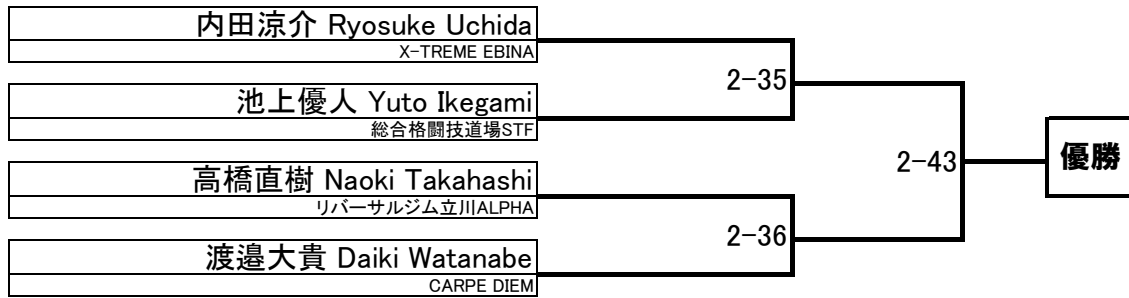 内田涼介 Ryosuke Uchida
X-TREME EBINA
2-35
池上優人 Yuto Ikegami
総合格闘技道場STF
2-43
優勝
高橋直樹 Naoki Takahashi
リバーサルジム立川ALPHA
2-36
渡邉大貴 Daiki Watanabe
CARPE DIEM